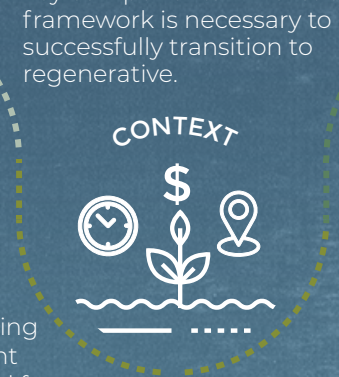 framework is necessary to
successfully transition to
regenerative.
CONTEXT
$